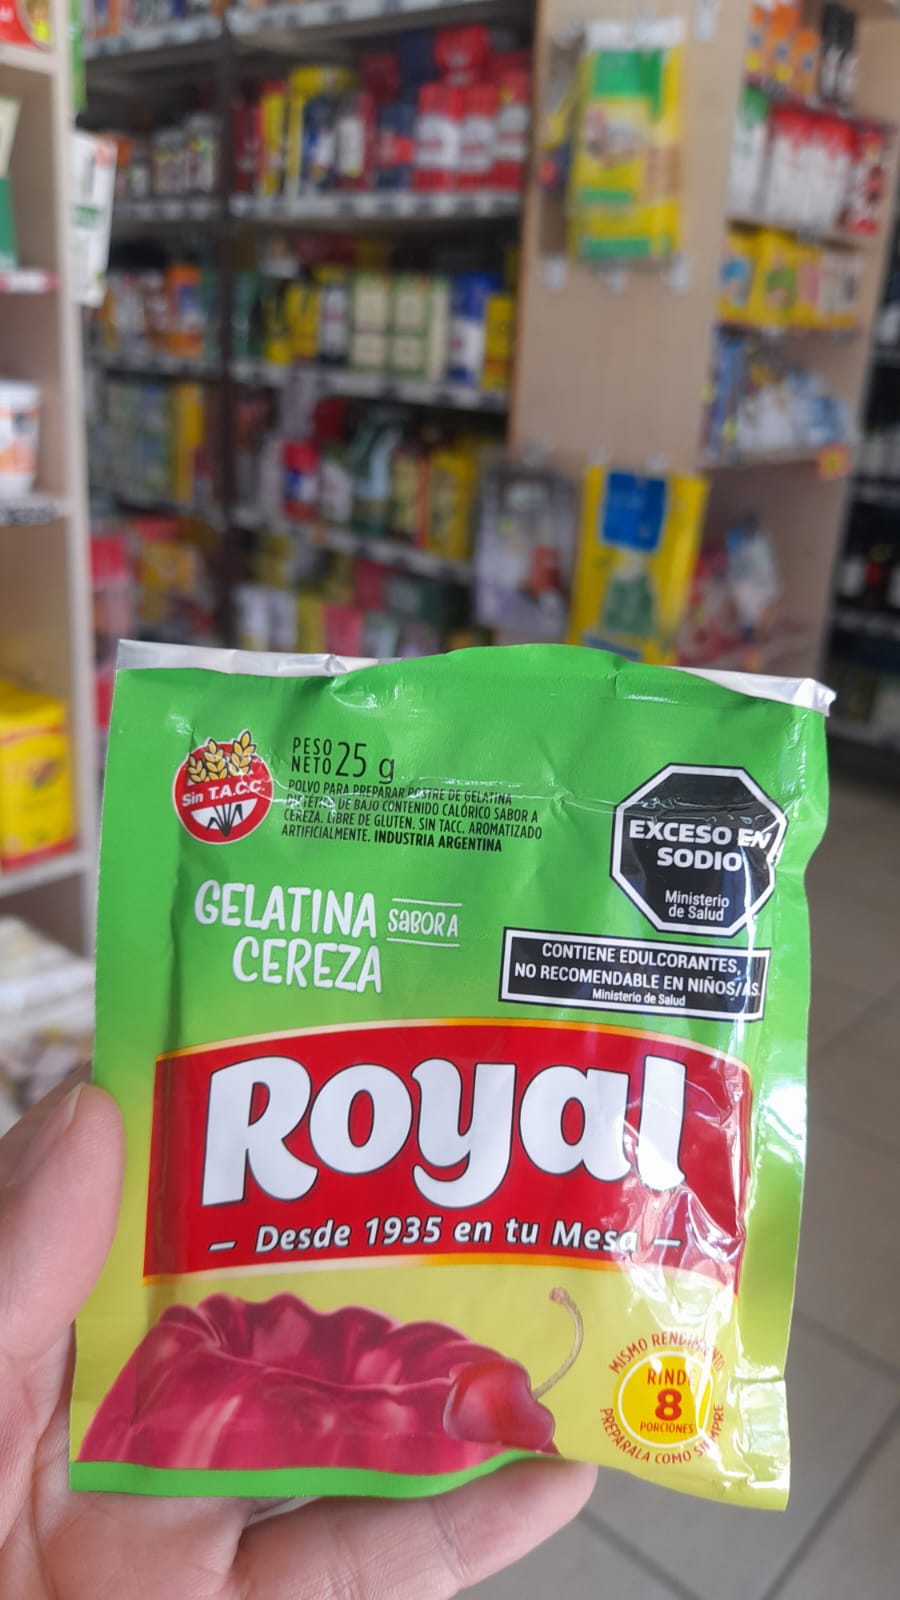 Sin T.A.C.C.
PESO
NETO 25 g
POLVO PARA PREPARAR POSTRE DE GELATINA
DIETÉTICO DE BAJO CONTENIDO CALÓRICO SABOR A
CEREZA. LIBRE DE GLUTEN. SIN TACC. AROMATIZADO
ARTIFICIALMENTE. INDUSTRIA ARGENTINA
EXCESO EN
SODIO
Ministerio
de Salud
GELATINA SABOR A
CEREZA
CONTIENE EDULCORANTES,
NO RECOMENDABLE EN NIÑOS/AS.
Ministerio de Salud
Royal
— Desde 1935 en tu Mesa —
MISMO RENDIMIENTO
RINDE
8
PORCIONES
PREPARALA COMO SIEMPRE